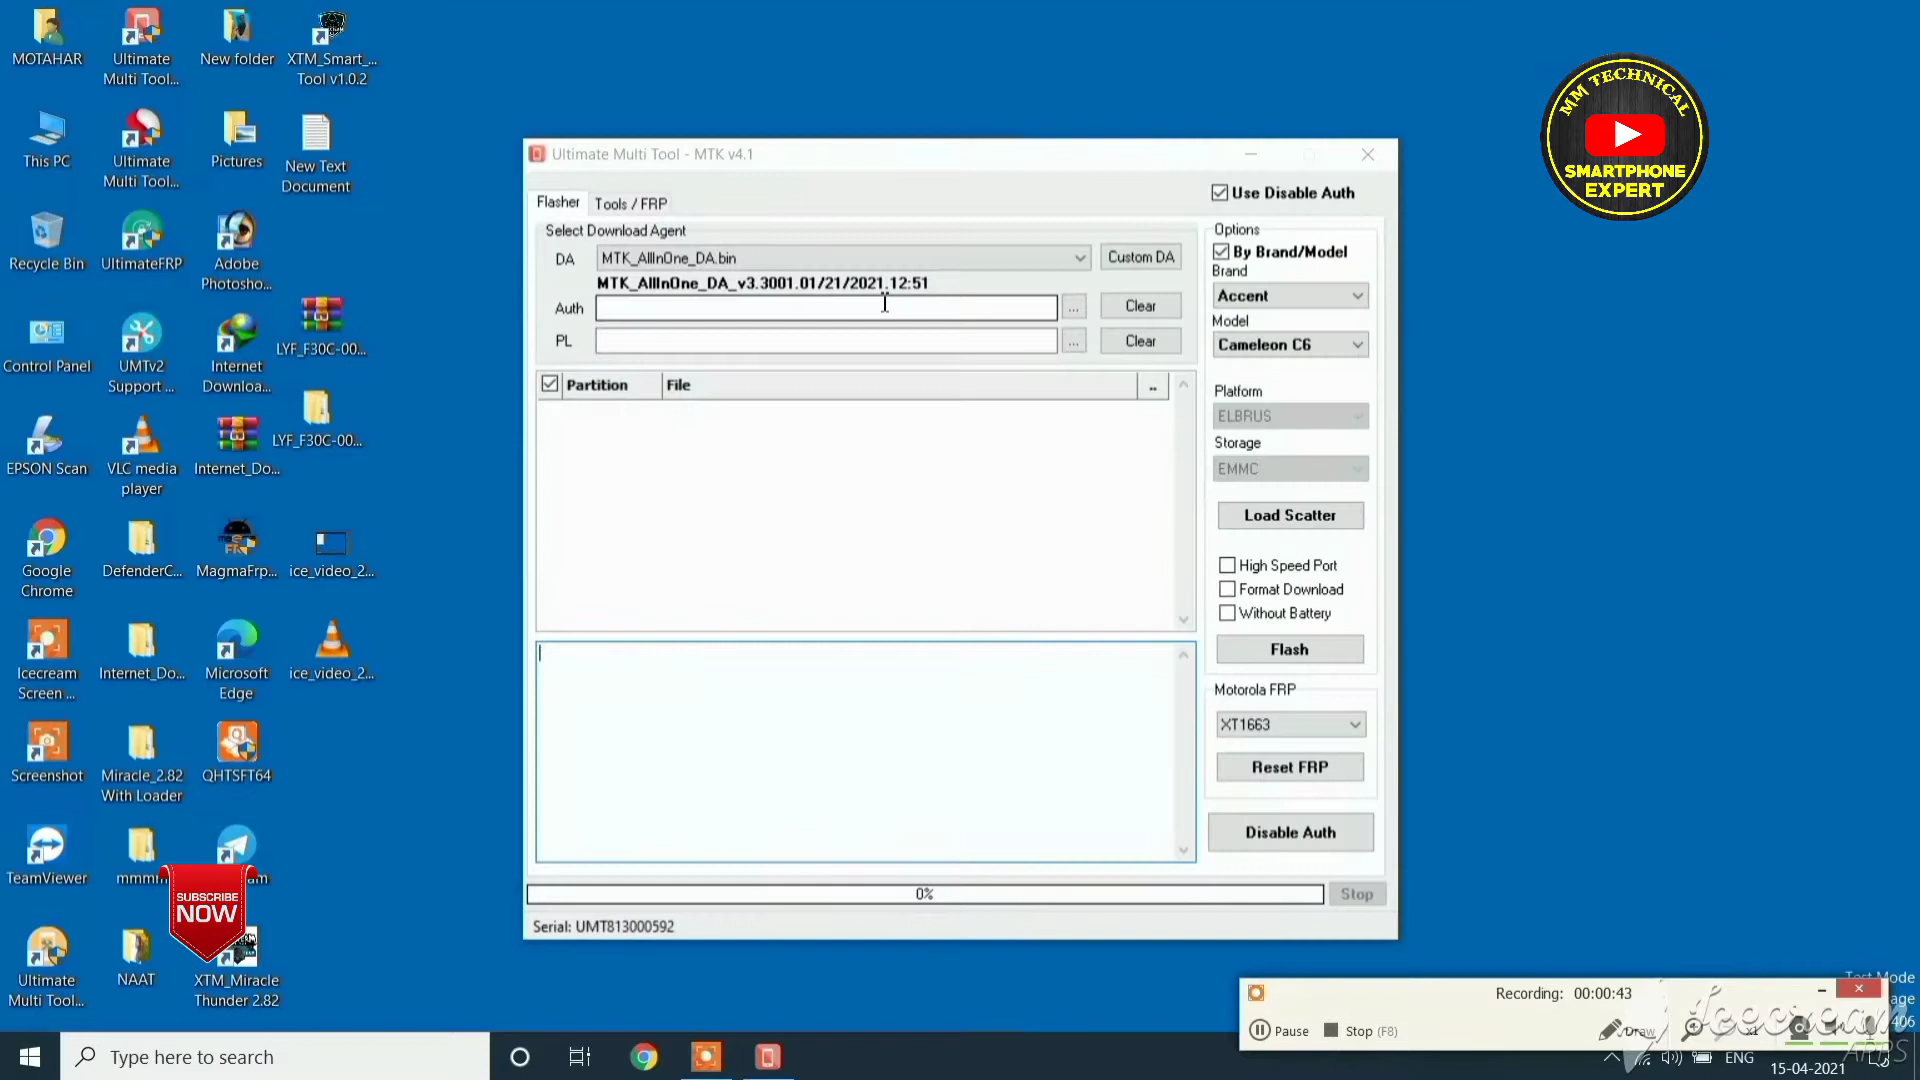 MOTAHAR
Ultimate
Multi Tool...
New folder
XTM_Smart_...
Tool v1.0.2
This PC
Ultimate
Multi Tool...
Pictures
New Text
Document
Recycle Bin
UltimateFRP
Adobe
Photosho...
Control Panel
UMTv2
Support ...
Internet
Downloa...
LYF_F30C-00...
EPSON Scan
VLC media
player
Internet_Do...
LYF_F30C-00...
Google
Chrome
DefenderC...
MagmaFrp...
ice_video_2...
Icecream
Screen ...
Internet_Do...
Microsoft
Edge
ice_video_2...
Screenshot
Miracle_2.82
With Loader
QHTSFT64
TeamViewer
SUBSCRIBE
NOW
Ultimate
Multi Tool...
NAAT
XTM_Miracle
Thunder 2.82
MM TECHNICAL
SMARTPHONE
EXPERT
Ultimate Multi Tool - MTK v4.1
Flasher
Tools / FRP
Use Disable Auth
Select Download Agent
DA
MTK_AllInOne_DA.bin
Custom DA
MTK_AllInOne_DA_v3.3001.01/21/2021.12:51
Auth
...
Clear
PL
...
Clear
Partition
File
..
Options
By Brand/Model
Brand
Accent
Model
Cameleon C6
Platform
ELBRUS
Storage
EMMC
Load Scatter
High Speed Port
Format Download
Without Battery
Flash
Motorola FRP
XT1663
Reset FRP
Disable Auth
0%
Stop
Serial: UMT813000592
Recording: 00:00:43
Pause
Stop (F8)
Draw
Icecream
APPS
Type here to search
ENG
15-04-2021